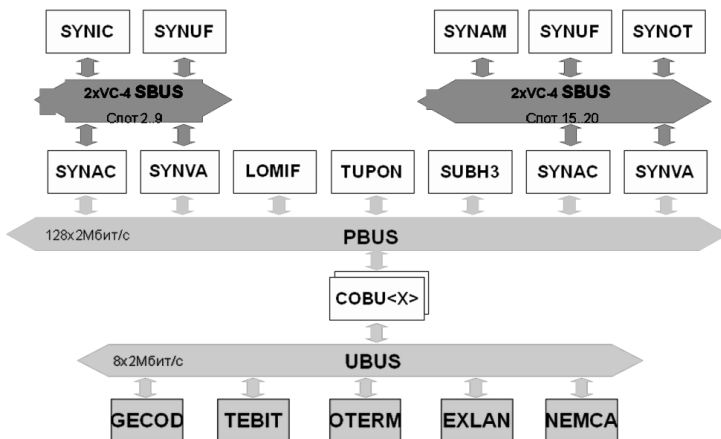 SYNIC SYNUF SYNAM SYNUF SYNOT
2xVC-4 SBUS 2xVC-4 SBUS
Слот 2..9 Слот 15..20
SYNAC SYNVA LOMIF TUPON SUBH3 SYNAC SYNVA
128x2Мбит/с PBUS
COBU<X>
8x2Мбит/с UBUS
GECOD TEBIT OTERM EXLAN NEMCA